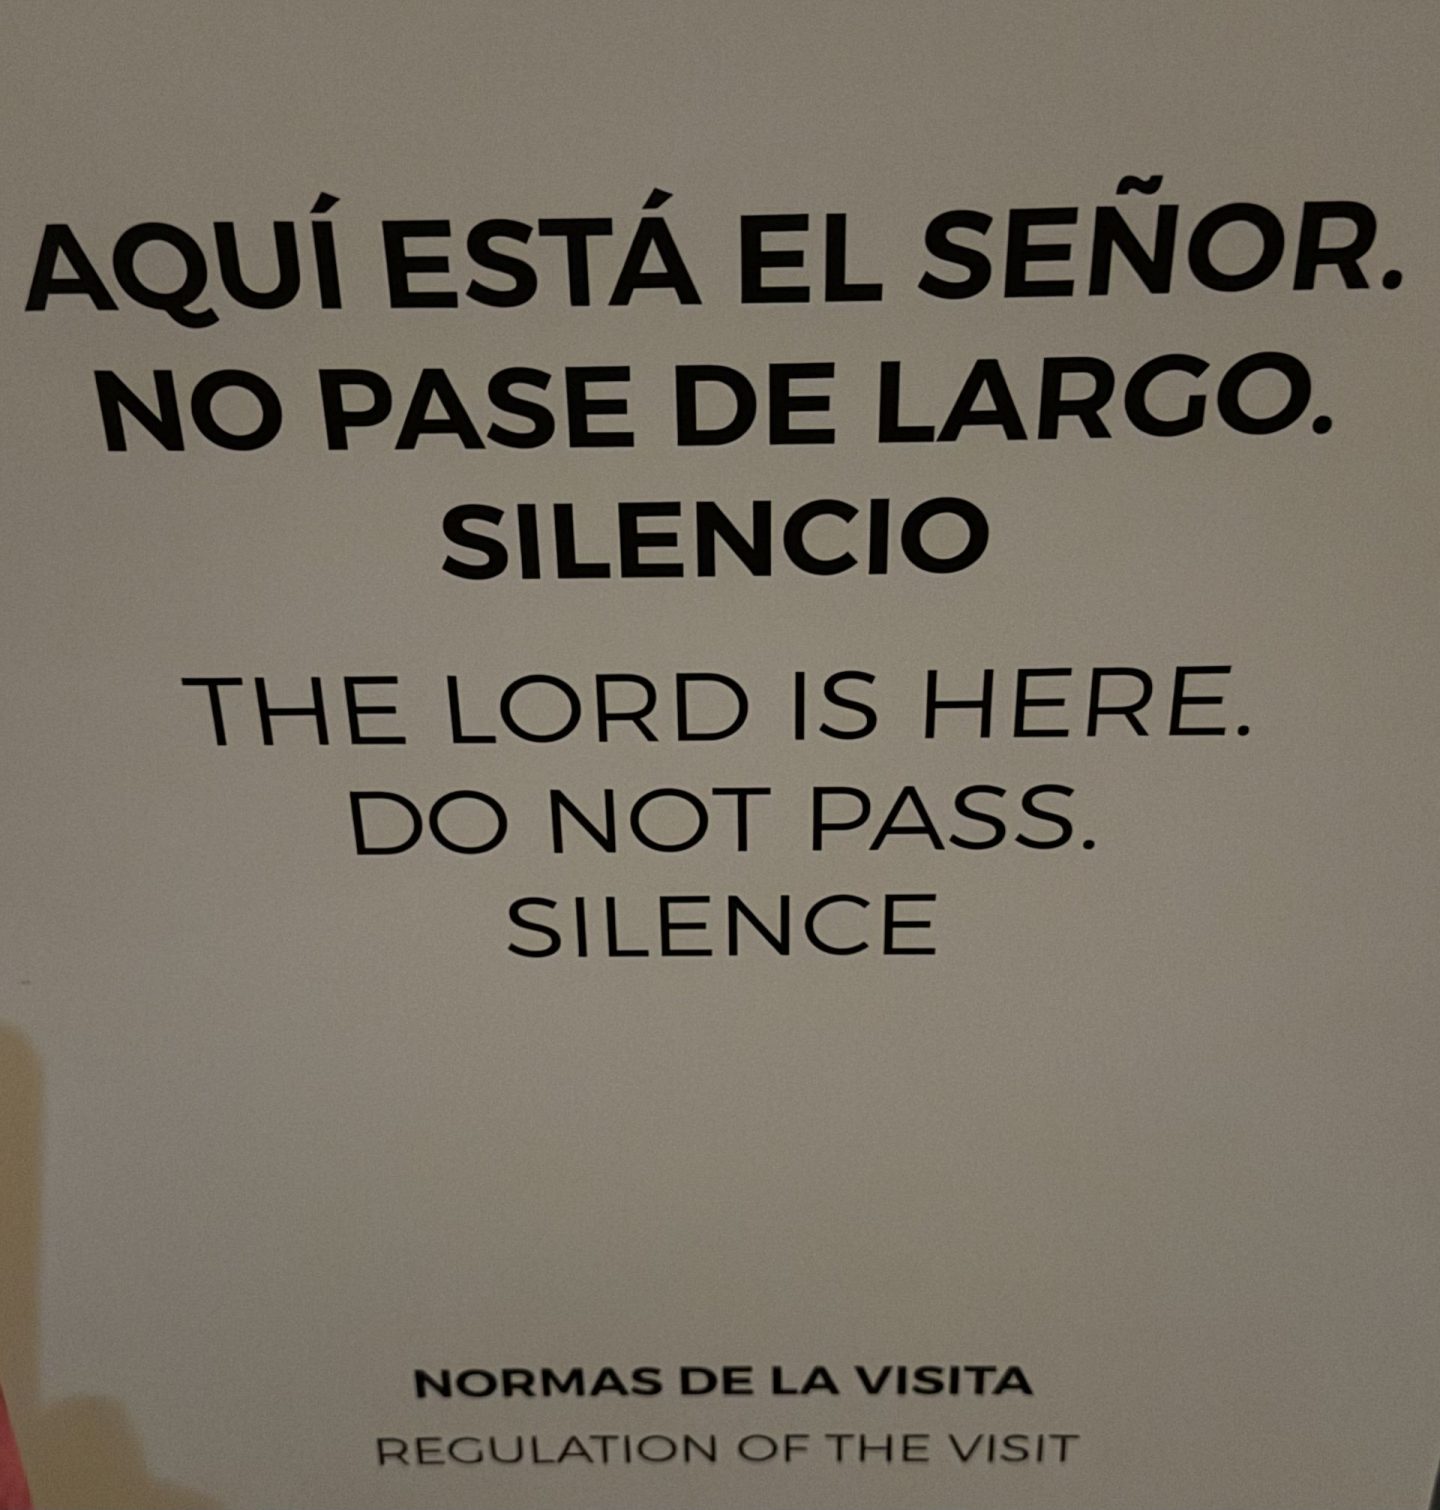 AQUÍ ESTÁ EL SEÑOR.
NO PASE DE LARGO.
SILENCIO
THE LORD IS HERE.
DO NOT PASS.
SILENCE
NORMAS DE LA VISITA
REGULATION OF THE VISIT